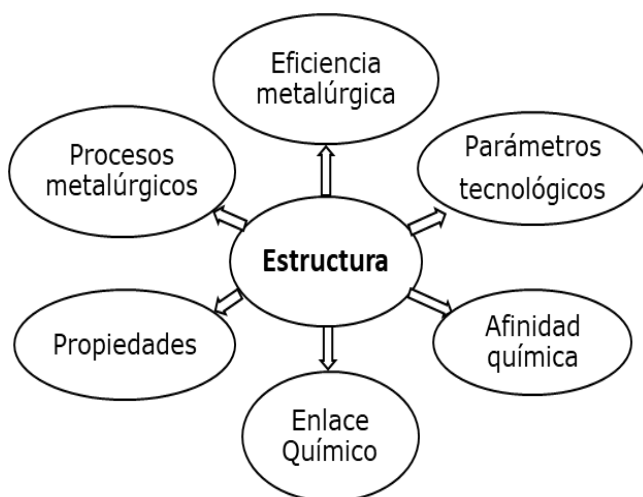 Eficiencia
metalúrgica
Procesos
metalúrgicos
Parámetros
tecnológicos
Estructura
Propiedades
Afinidad
química
Enlace
Químico